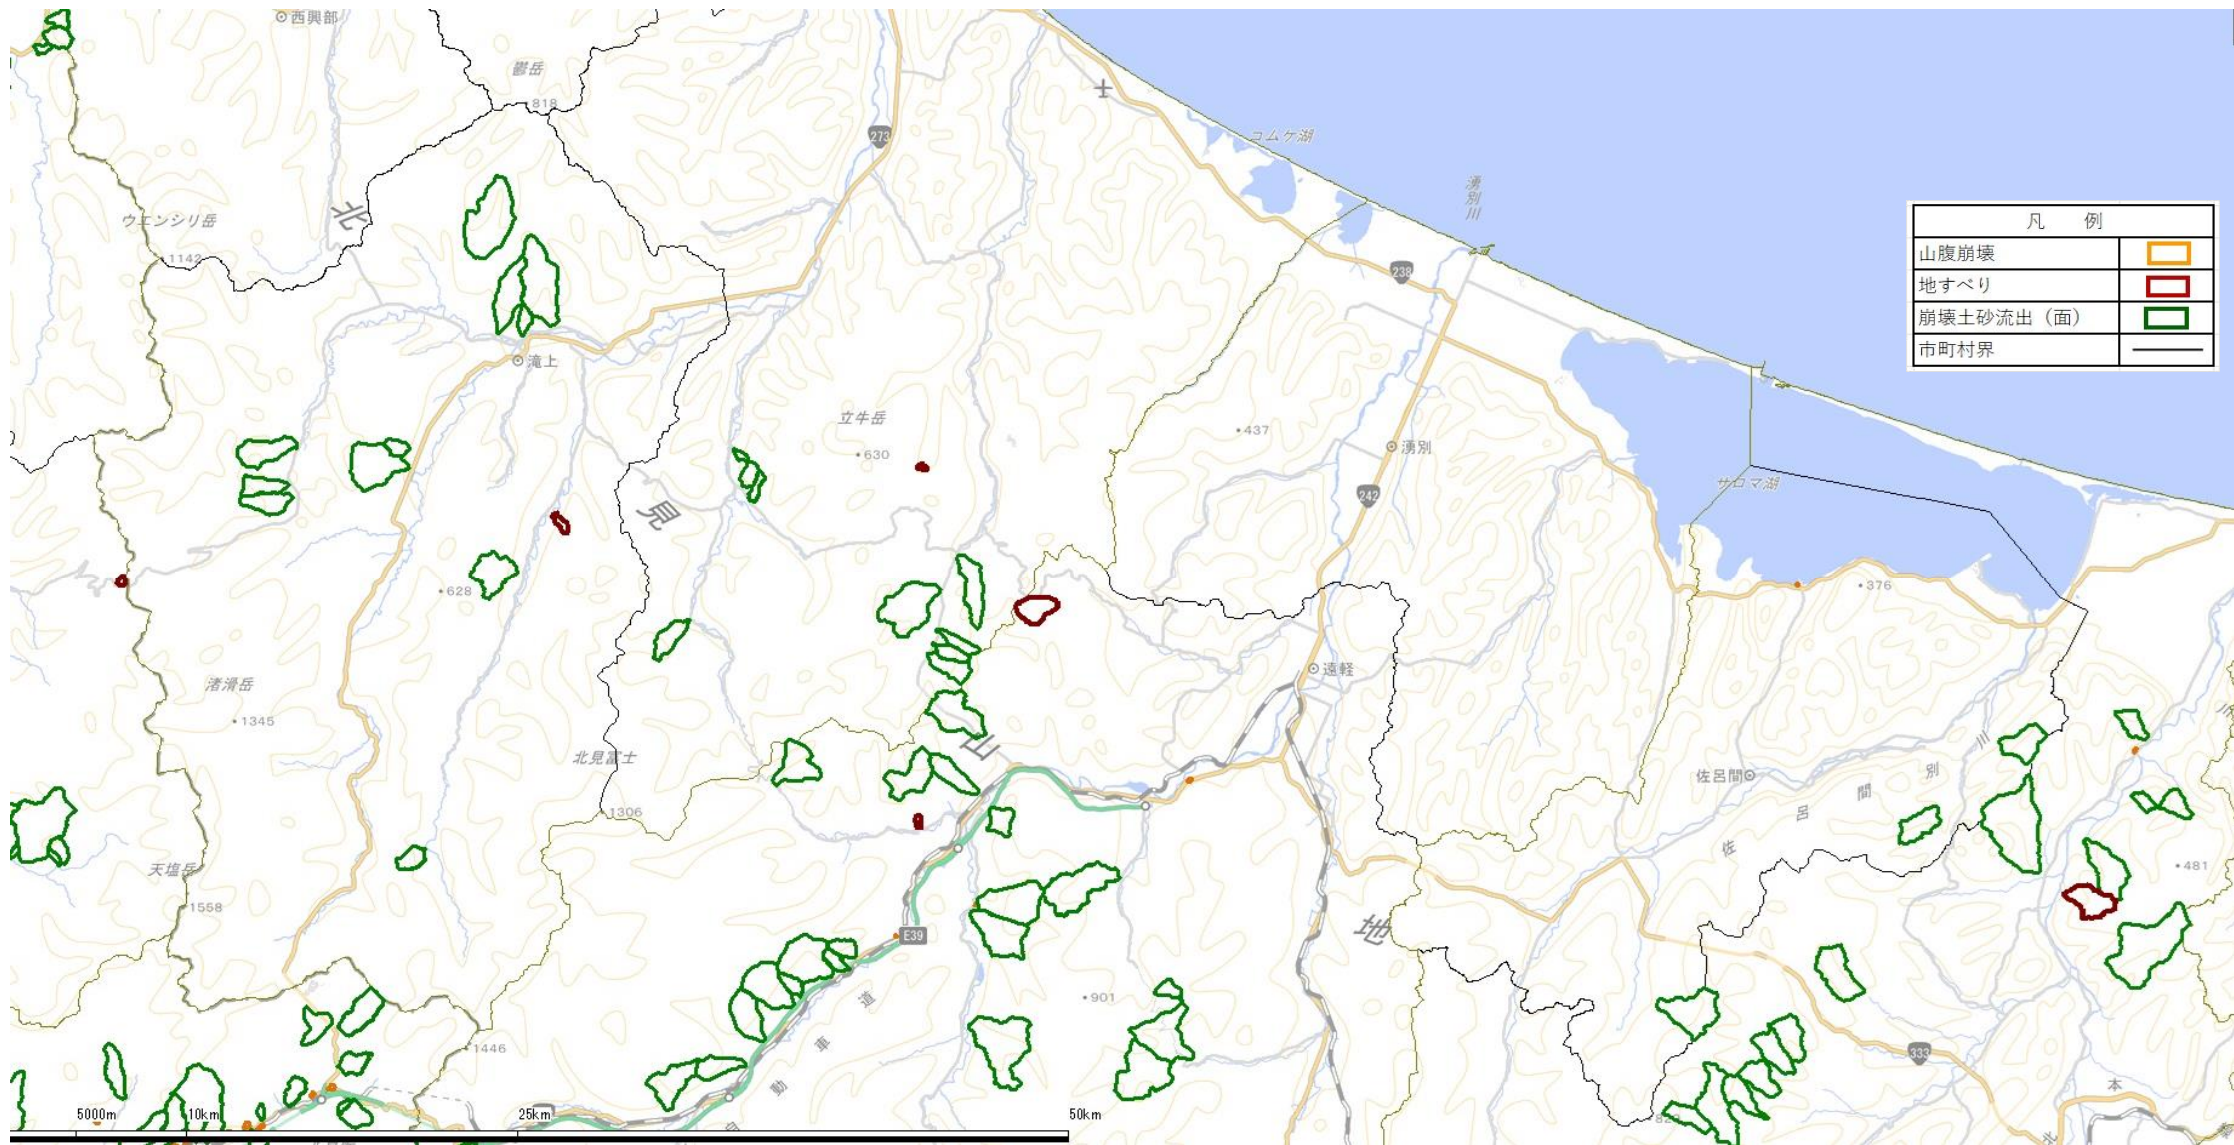 西興部
鬱岳
818
273
コムケ湖
湧別川
凡 例
山腹崩壊
地すべり
崩壊土砂流出（面）
市町村界
ウエンシリ岳
1142
北
238
滝上
立牛岳
630
437
湧別
サロマ湖
242
見
628
376
遠軽
渚滑岳
1345
北見富士
1306
山
佐呂間
佐呂間別川
天塩岳
1558
481
E39
地
901
道
車
動
1446
333
本
北
5000m
10km
25km
50km